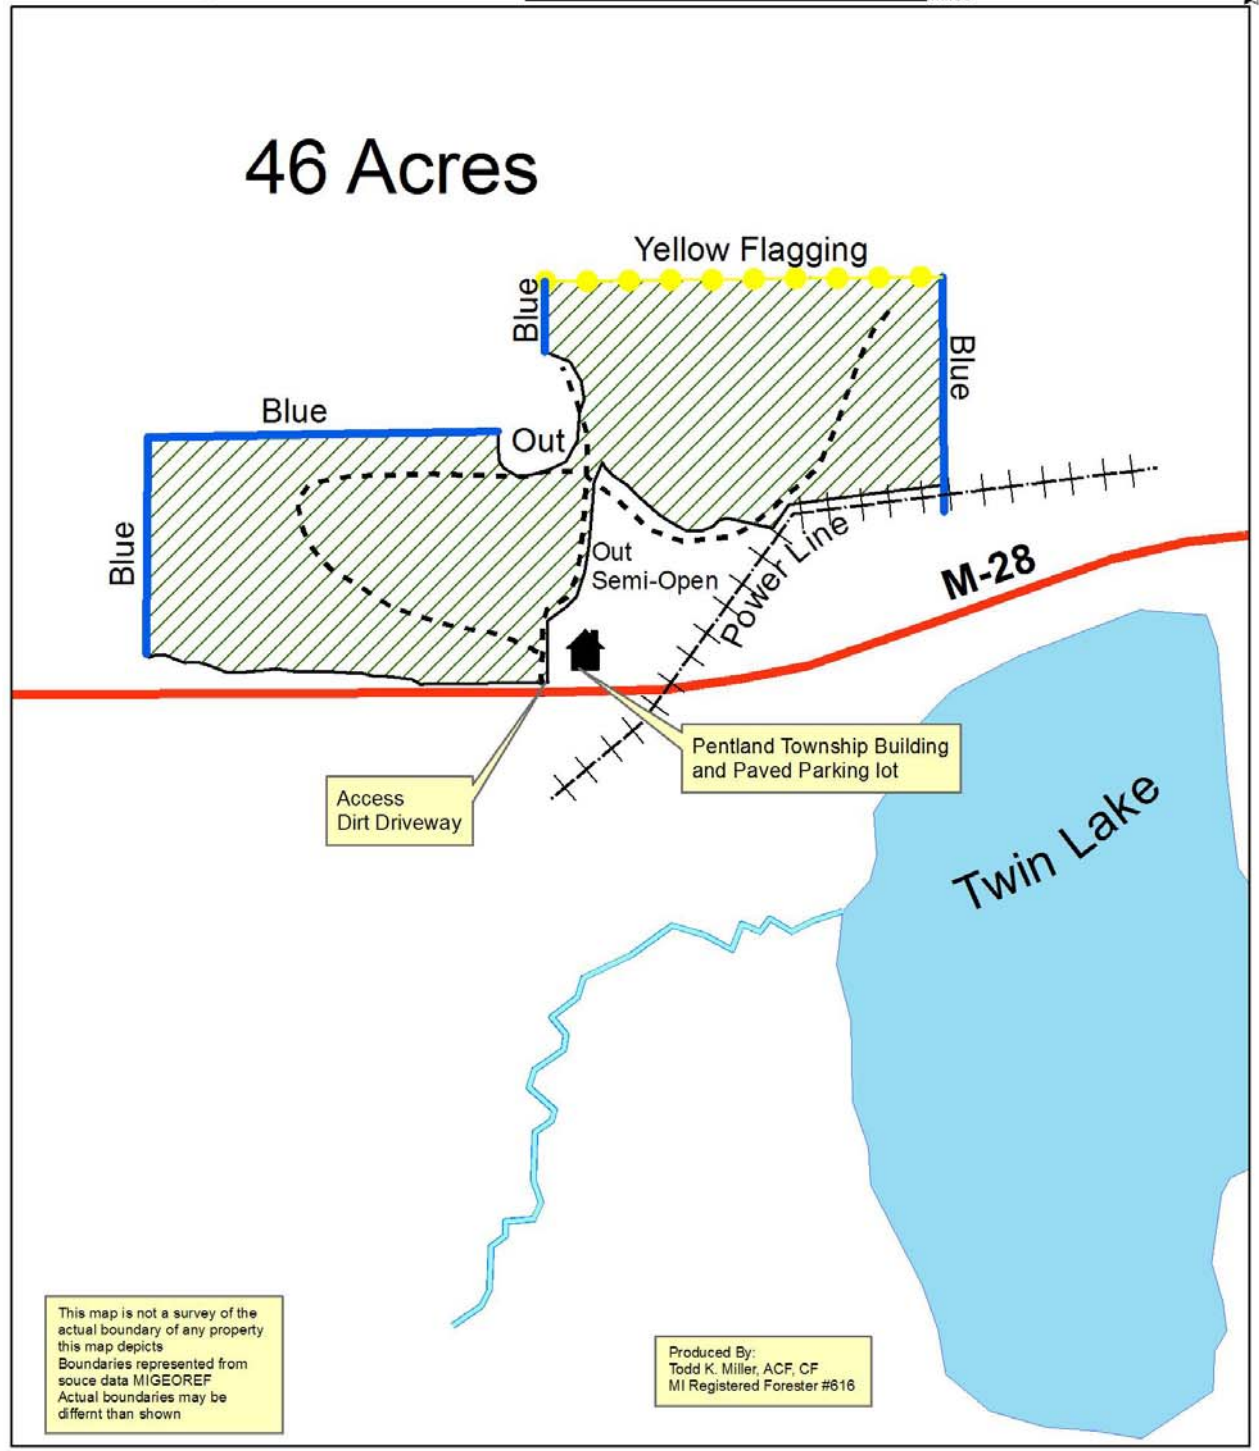 46 Acres
Yellow Flagging
Blue
Blue
Blue
Out
Blue
Out
Semi-Open
Power Line
M-28
Pentland Township Building
and Paved Parking lot
Access
Dirt Driveway
Twin Lake
This map is not a survey of the
actual boundary of any property
this map depicts
Boundaries represented from
souce data MIGEOREF
Actual boundaries may be
differnt than shown
Produced By:
Todd K. Miller, ACF, CF
MI Registered Forester #616